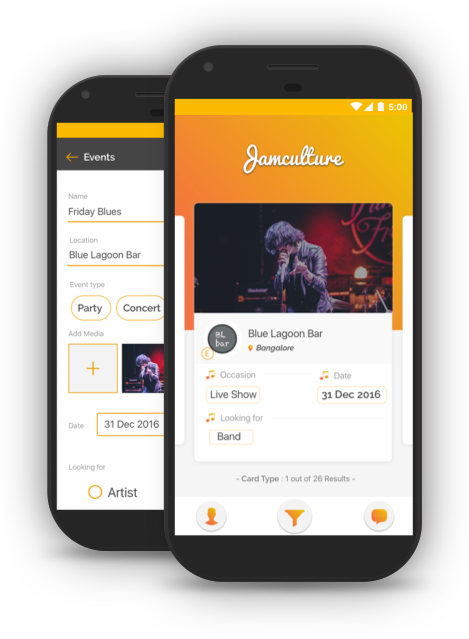 Events
Name
Friday Blues
Location
Blue Lagoon Bar
Event type
Party
Concert
Add Media
+
Date
31 Dec 2016
Looking for
Artist
5:00
Jamculture
BL
bar
E
Blue Lagoon Bar
Bangalore
Occasion
Date
Live Show
31 Dec 2016
Looking for
Band
- Card Type : 1 out of 26 Results -